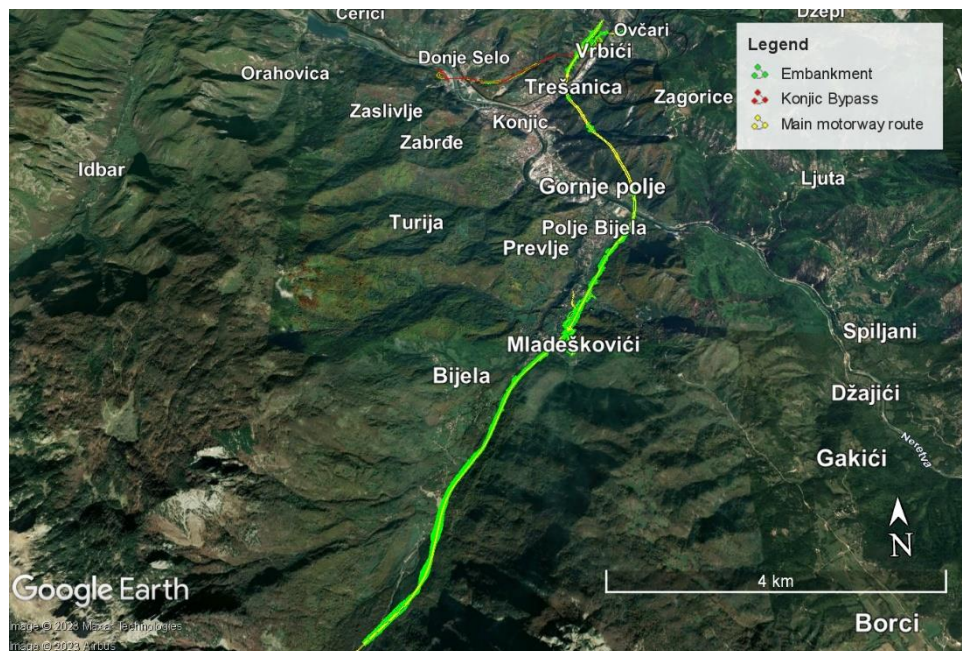 Cerići
Džepi
Ovčari
Vrbići
Legend
Embankment
Konjic Bypass
Main motorway route
Donje Selo
Orahovica
Trešanica
Zagorice
Zaslivlje
Konjic
Zabrđe
Idbar
Gornje polje
Ljuta
Turija
Polje Bijela
Prevlje
Spiljani
Mladeškovići
Bijela
Džajići
Neretva
Gakići
N
Google Earth
4 km
Image © 2023 Maxar Technologies
Image © 2023 Airbus
Borci